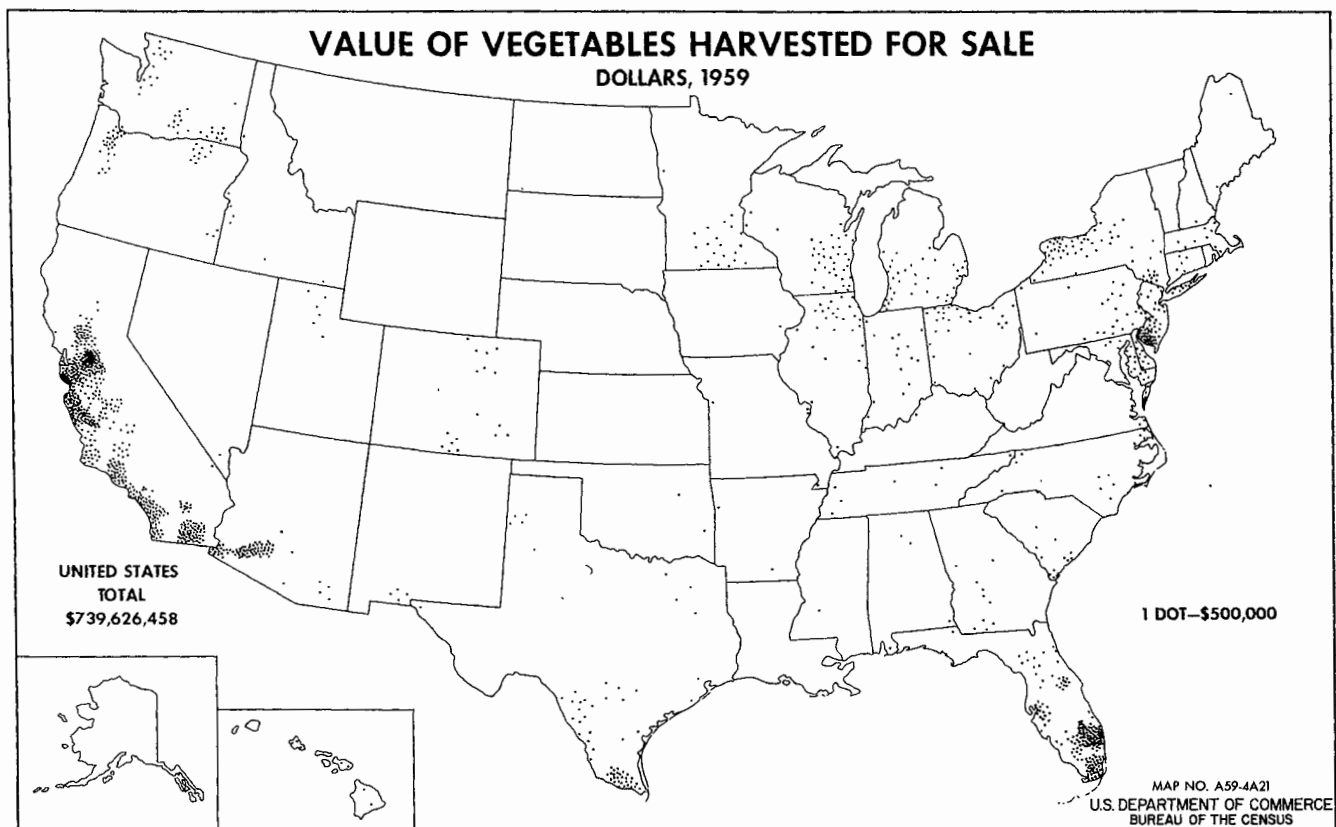 VALUE OF VEGETABLES HARVESTED FOR SALE
DOLLARS, 1959
UNITED STATES
TOTAL
$739,626,458
1 DOT—$500,000
MAP NO. A59-4A21
U.S. DEPARTMENT OF COMMERCE
BUREAU OF THE CENSUS